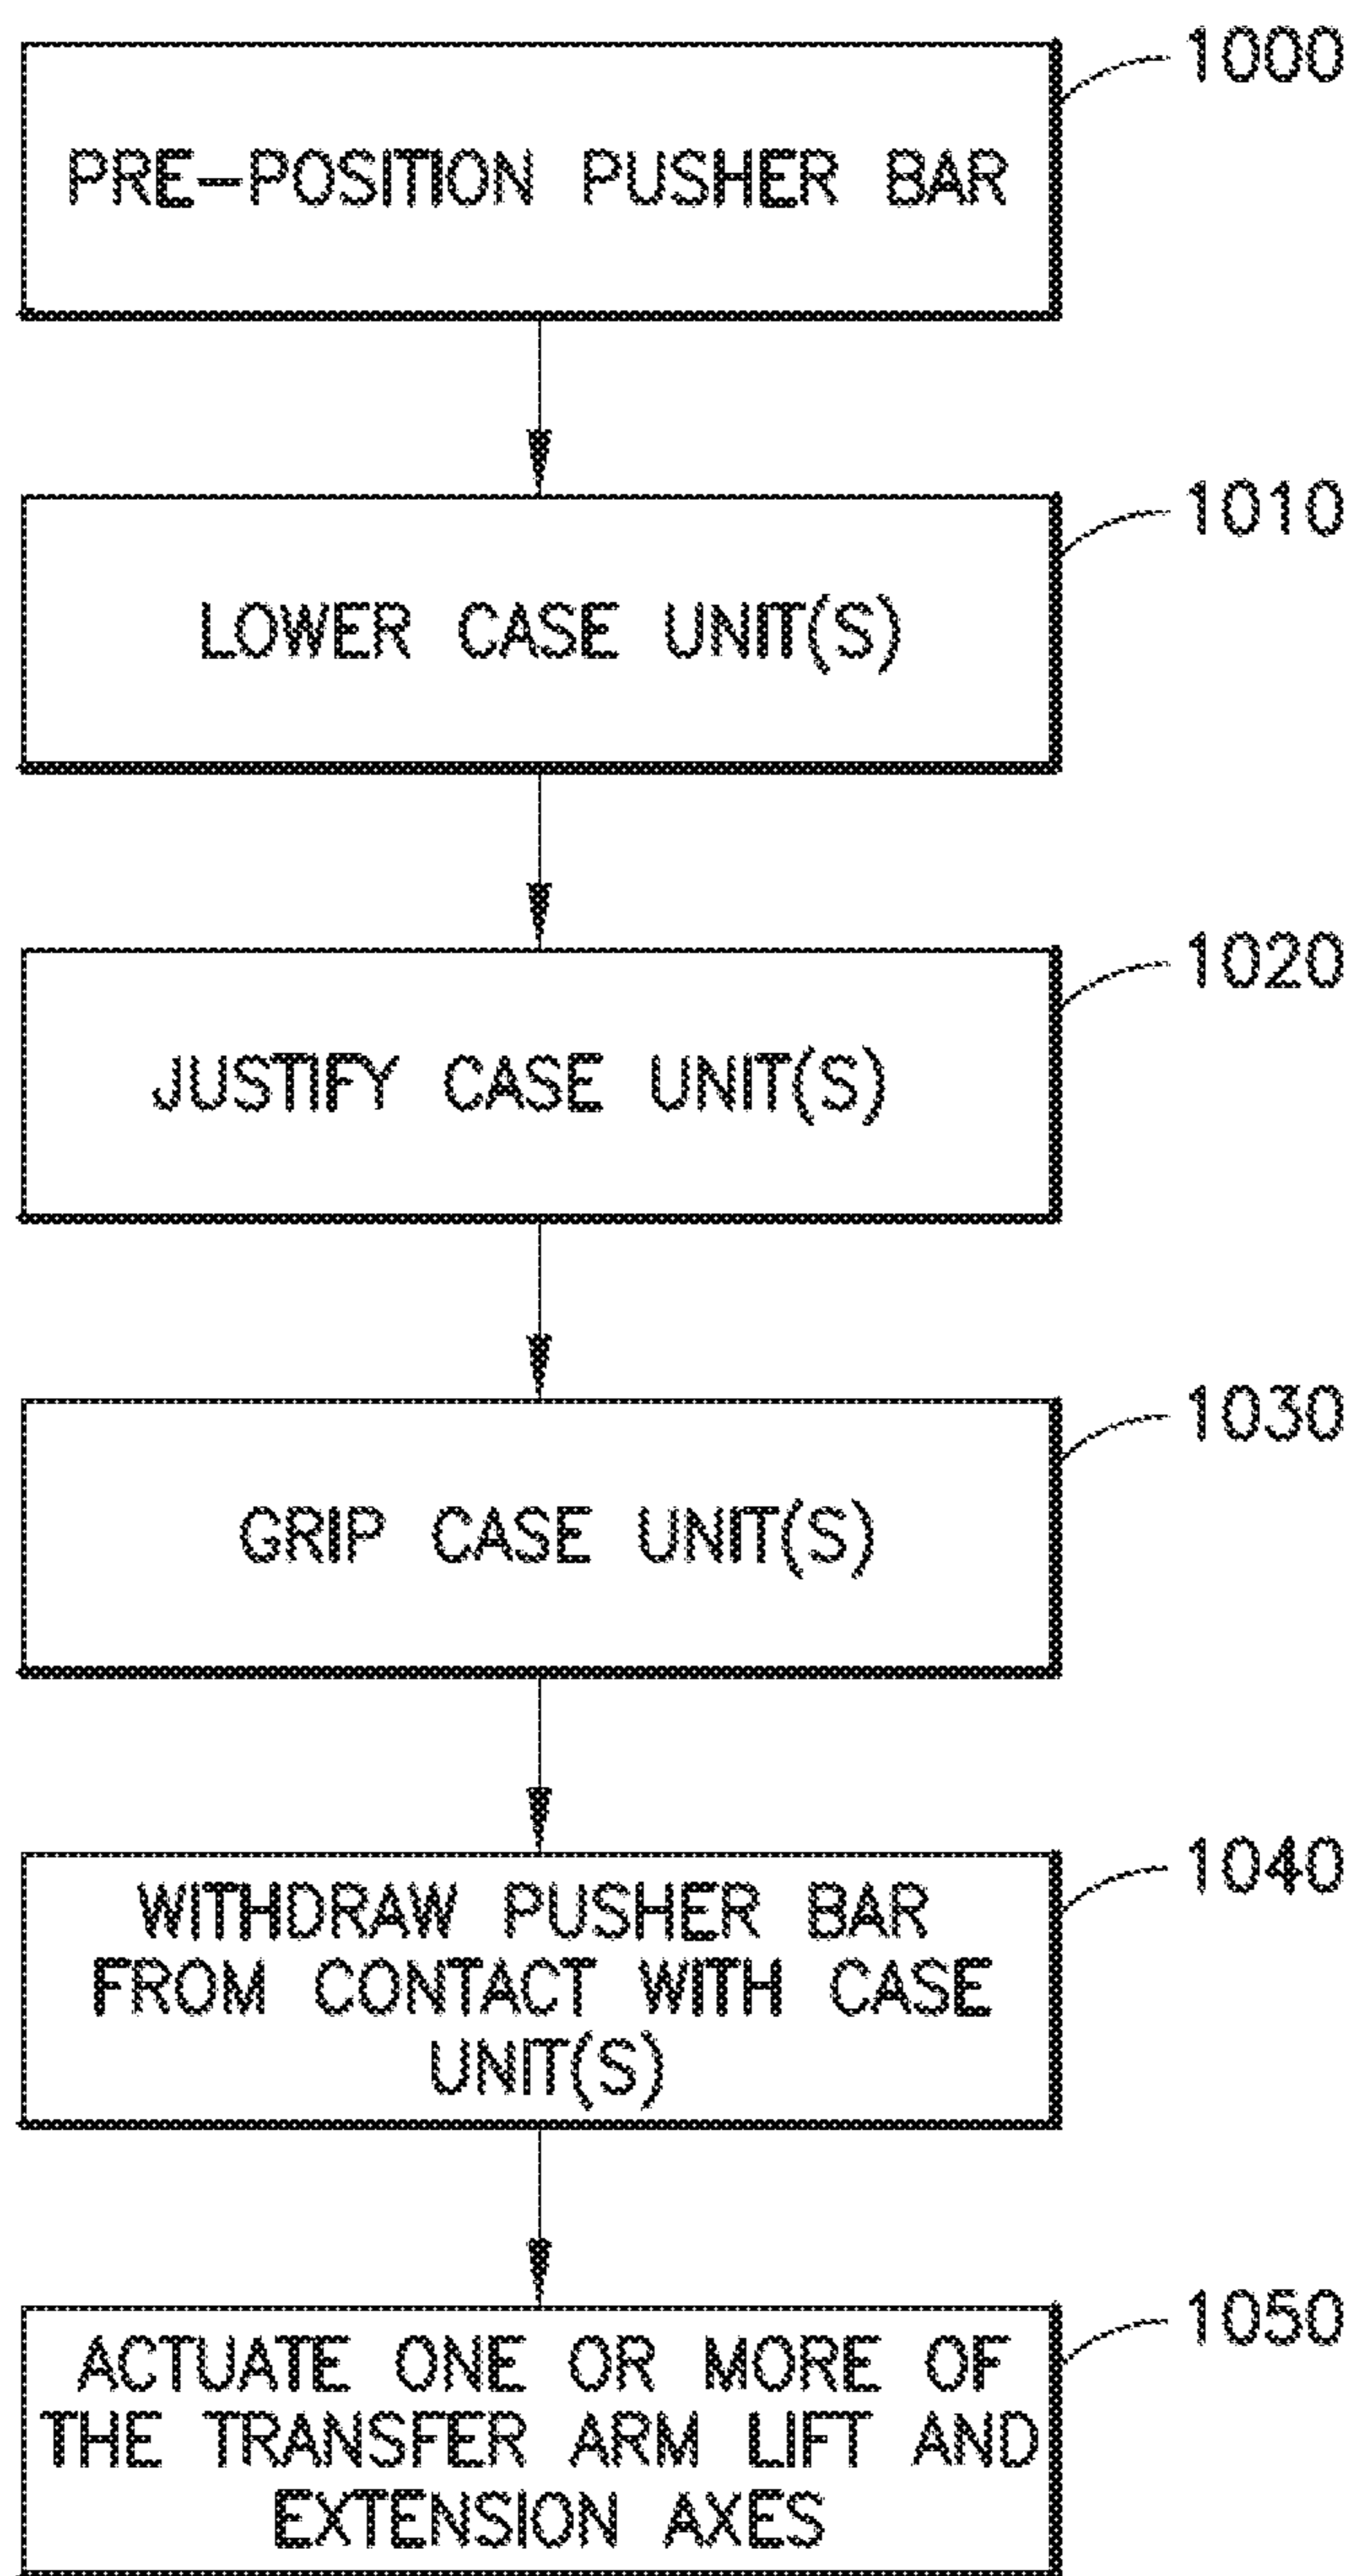 1000
PRE-POSITION PUSHER BAR
1010
LOWER CASE UNIT(S)
1020
JUSTIFY CASE UNIT(S)
1030
GRIP CASE UNIT(S)
1040
WITHDRAW PUSHER BAR
FROM CONTACT WITH CASE
UNIT(S)
1050
ACTUATE ONE OR MORE OF
THE TRANSFER ARM LIFT AND
EXTENSION AXES